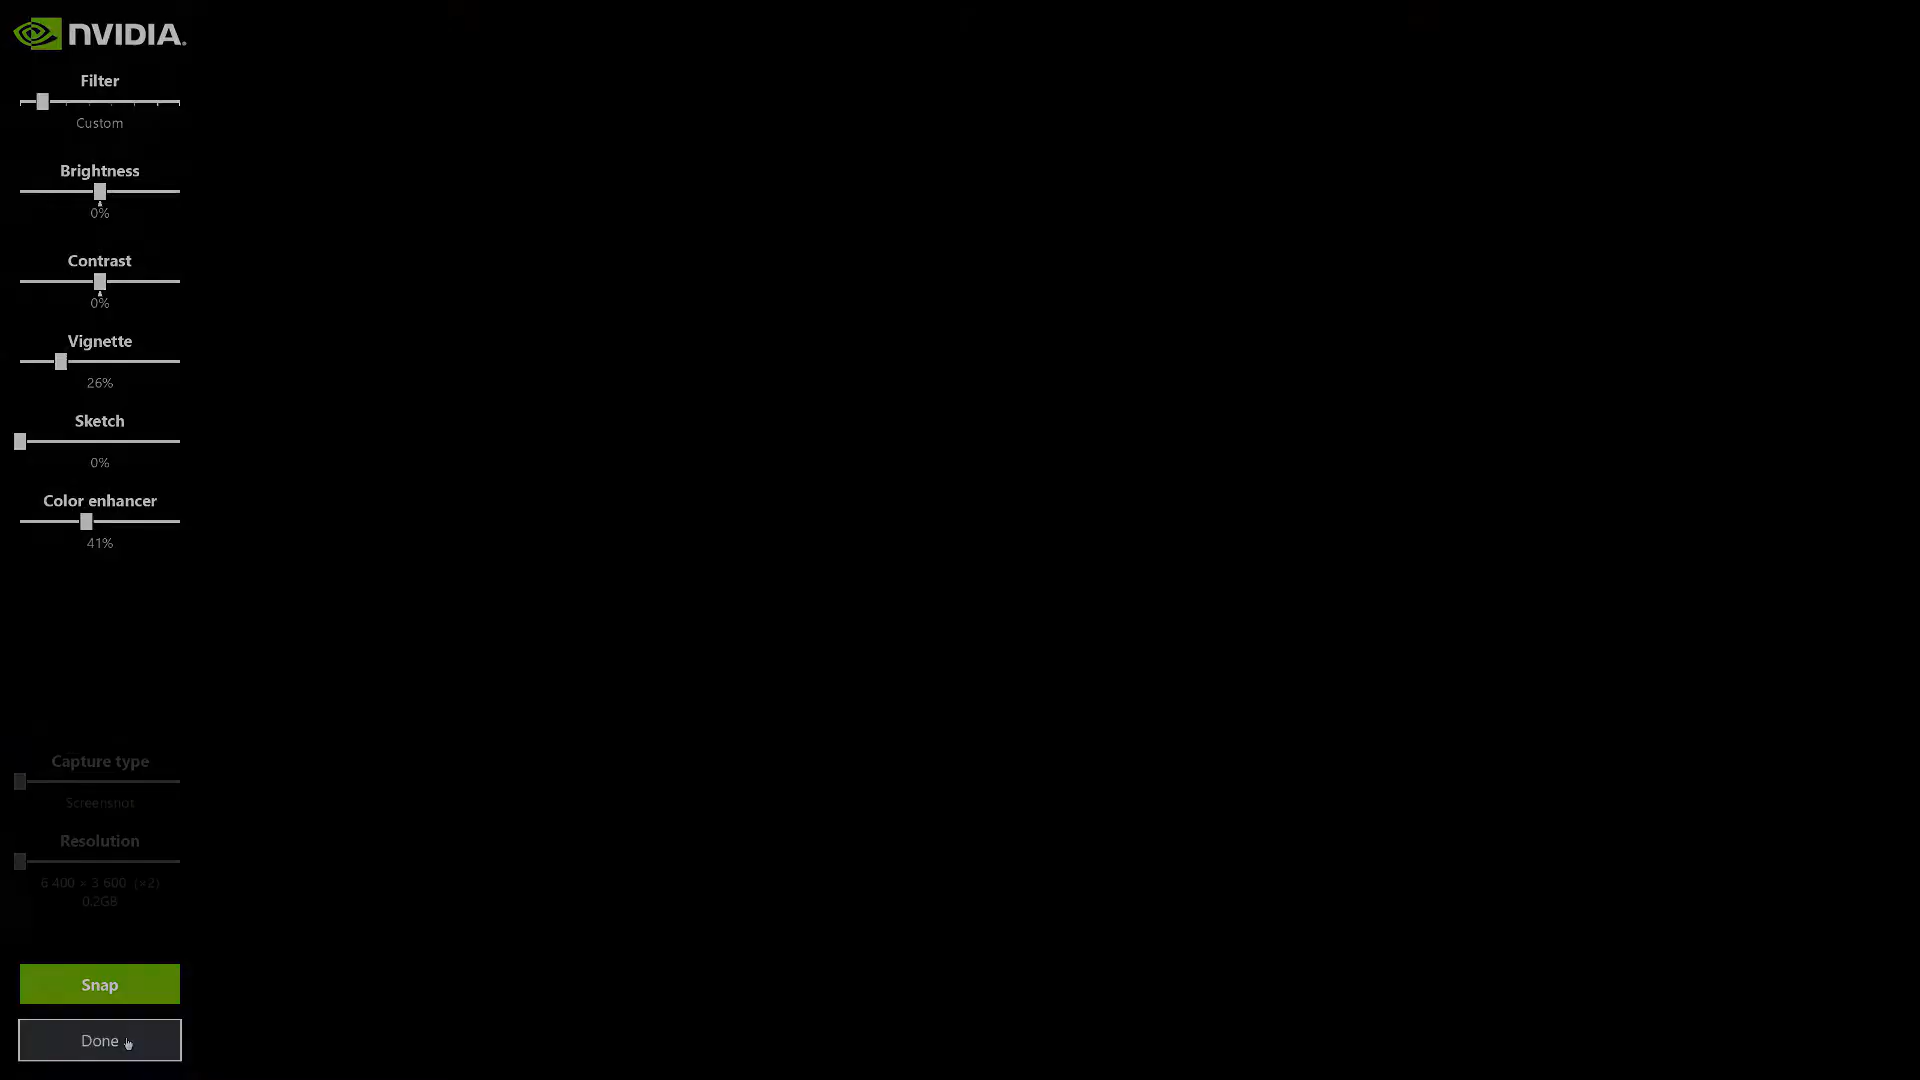 NVIDIA.
Filter
Custom
Brightness
0%
Contrast
0%
Vignette
26%
Sketch
0%
Color enhancer
41%
Capture type
Screenshot
Resolution
6 400 × 3 600 (×2)
0.2GB
Snap
Done